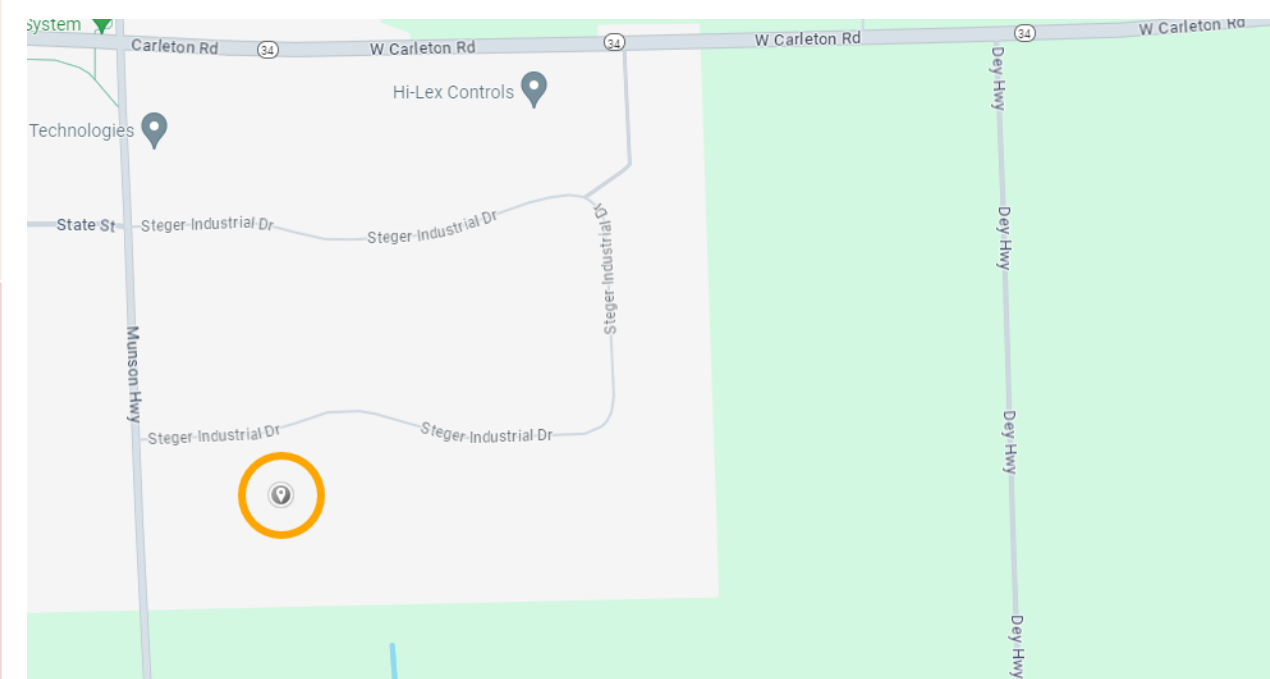 System
Carleton Rd
34
W Carleton Rd
34
W Carleton Rd
34
W Carleton Rd
Hi-Lex Controls
Dey Hwy
Technologies
State St
Steger Industrial Dr
Steger Industrial Dr
Steger Industrial Dr
Dey Hwy
Munson Hwy
Steger Industrial Dr
Steger Industrial Dr
Dey Hwy
Dey Hwy